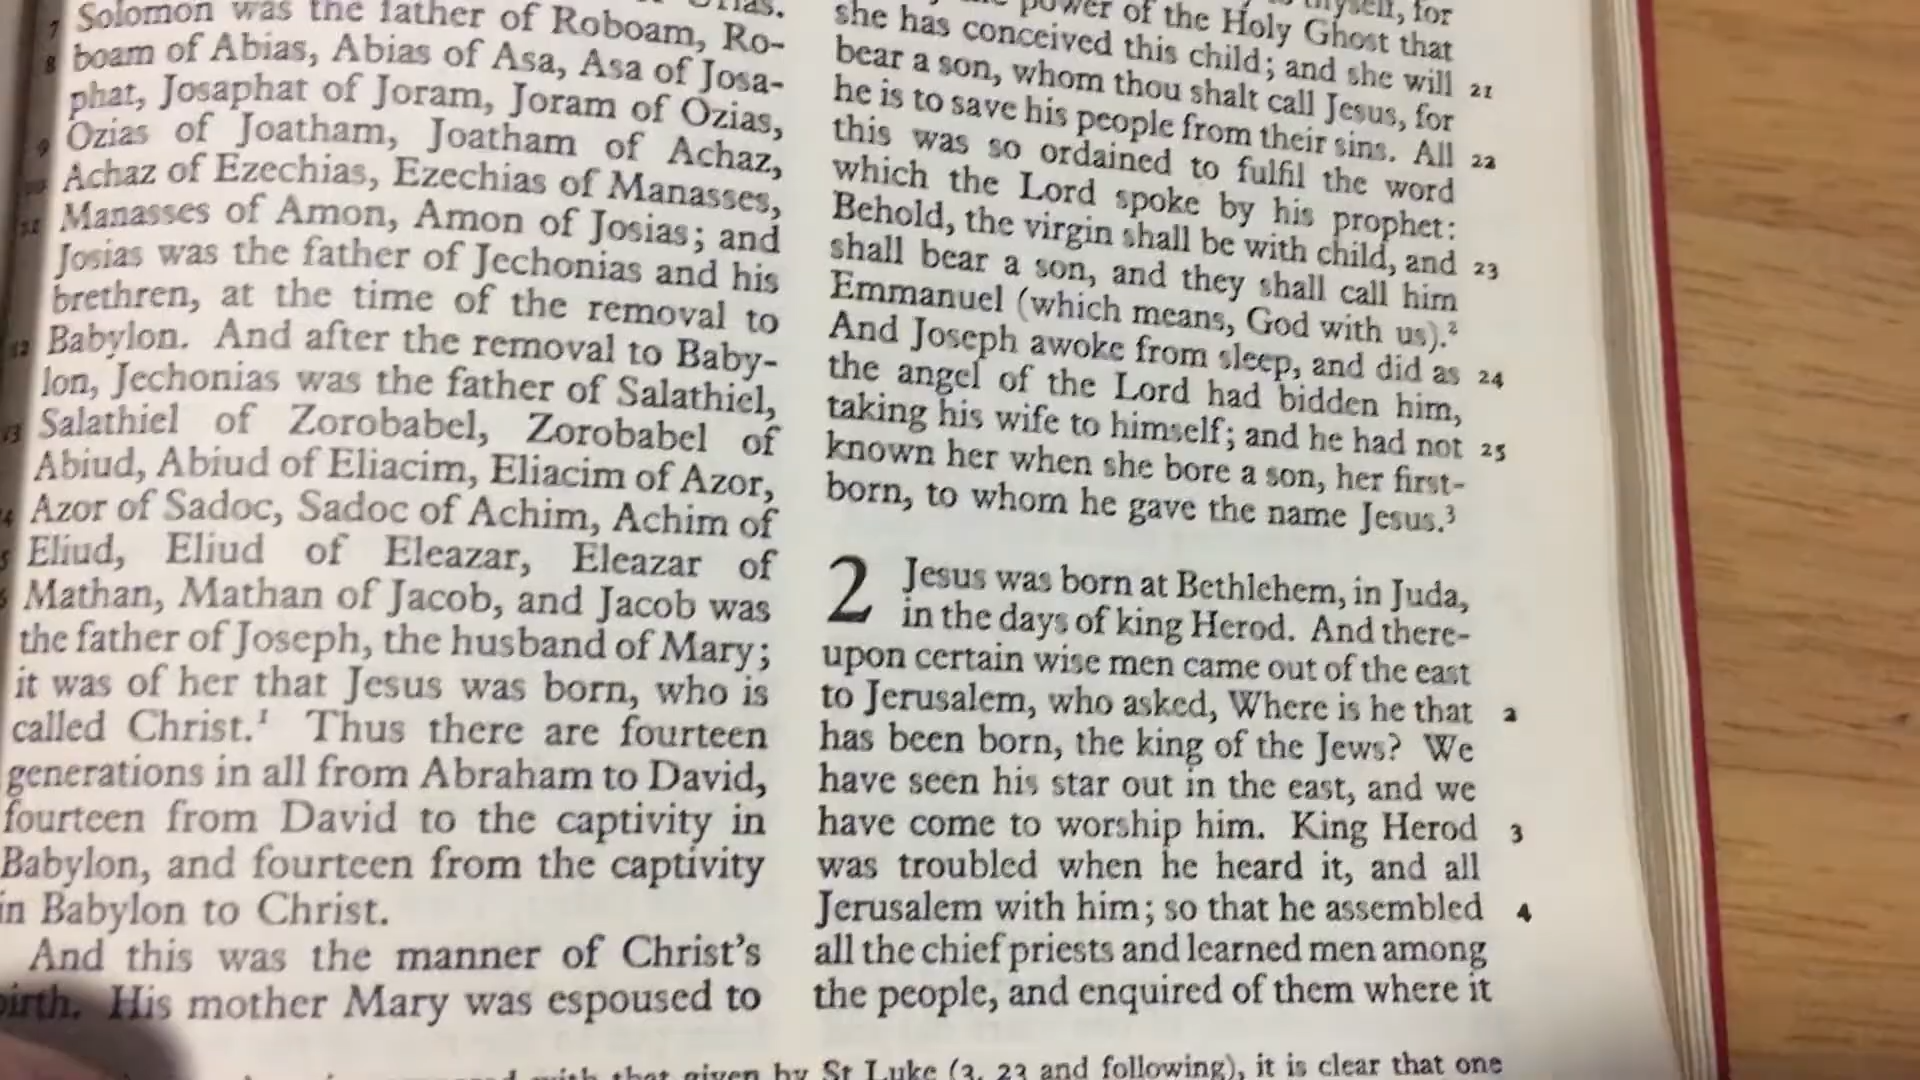 Solomon was the father of Roboam, Ro-
7
boam of Abias, Abias of Asa, Asa of Josa-
8
phat, Josaphat of Joram, Joram of Ozias,
Ozias of Joatham, Joatham of Achaz,
9
Achaz of Ezechias, Ezechias of Manasses,
10
Manasses of Amon, Amon of Josias; and
11
Josias was the father of Jechonias and his
brethren, at the time of the removal to
Babylon. And after the removal to Baby-
12
lon, Jechonias was the father of Salathiel,
Salathiel of Zorobabel, Zorobabel of
13
Abiud, Abiud of Eliacim, Eliacim of Azor,
Azor of Sadoc, Sadoc of Achim, Achim of
Eliud, Eliud of Eleazar, Eleazar of
Mathan, Mathan of Jacob, and Jacob was
the father of Joseph, the husband of Mary;
it was of her that Jesus was born, who is
called Christ.¹ Thus there are fourteen
generations in all from Abraham to David,
fourteen from David to the captivity in
Babylon, and fourteen from the captivity
in Babylon to Christ.
And this was the manner of Christ's
birth. His mother Mary was espoused to
power of the Holy Ghost that
she has conceived this child; and she will
bear a son, whom thou shalt call Jesus, for
21
he is to save his people from their sins. All
22
this was so ordained to fulfil the word
which the Lord spoke by his prophet:
Behold, the virgin shall be with child, and
23
shall bear a son, and they shall call him
Emmanuel (which means, God with us).²
And Joseph awoke from sleep, and did as
24
the angel of the Lord had bidden him,
taking his wife to himself; and he had not
25
known her when she bore a son, her first-
born, to whom he gave the name Jesus.³
2 Jesus was born at Bethlehem, in Juda,
in the days of king Herod. And there-
upon certain wise men came out of the east
to Jerusalem, who asked, Where is he that
2
has been born, the king of the Jews? We
have seen his star out in the east, and we
have come to worship him. King Herod
3
was troubled when he heard it, and all
Jerusalem with him; so that he assembled
4
all the chief priests and learned men among
the people, and enquired of them where it
with that given by St Luke (3. 23 and following), it is clear that one